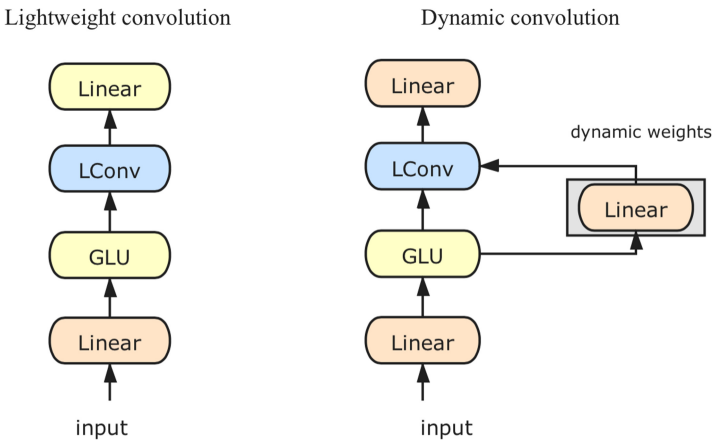 Lightweight convolution
Linear
LConv
GLU
Linear
input
Dynamic convolution
Linear
dynamic weights
LConv
Linear
GLU
Linear
input